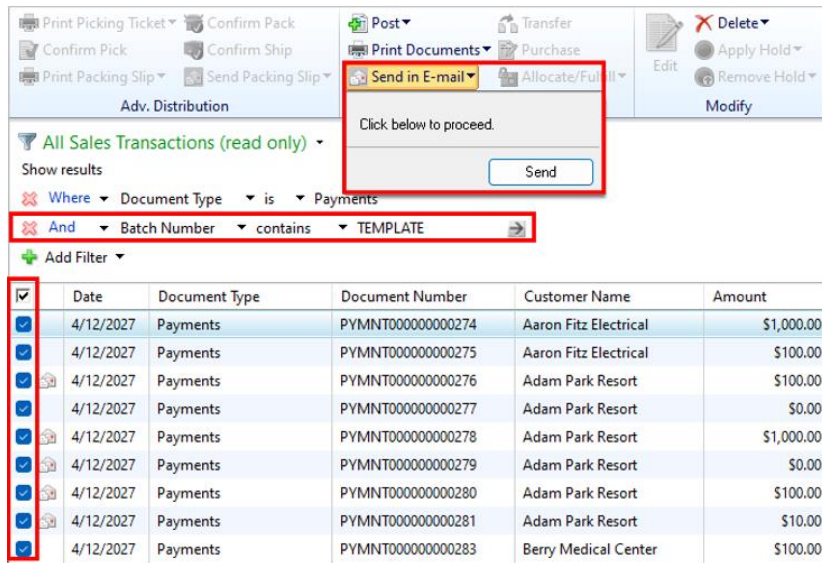 Print Picking Ticket Confirm Pack Post Transfer Delete
Confirm Pick Confirm Ship Print Documents Purchase Edit Apply Hold
Print Packing Slip Send Packing Slip Send in E-mail Allocate/Fulfill Remove Hold
Adv. Distribution Modify
Click below to proceed.
Send
All Sales Transactions (read only)
Show results
Where Document Type is Payments
And Batch Number contains TEMPLATE
Add Filter
Date Document Type Document Number Customer Name Amount
4/12/2027 Payments PYMNT000000000274 Aaron Fitz Electrical $1,000.00
4/12/2027 Payments PYMNT000000000275 Aaron Fitz Electrical $100.00
4/12/2027 Payments PYMNT000000000276 Adam Park Resort $100.00
4/12/2027 Payments PYMNT000000000277 Adam Park Resort $0.00
4/12/2027 Payments PYMNT000000000278 Adam Park Resort $1,000.00
4/12/2027 Payments PYMNT000000000279 Adam Park Resort $0.00
4/12/2027 Payments PYMNT000000000280 Adam Park Resort $100.00
4/12/2027 Payments PYMNT000000000281 Adam Park Resort $10.00
4/12/2027 Payments PYMNT000000000283 Berry Medical Center $100.00